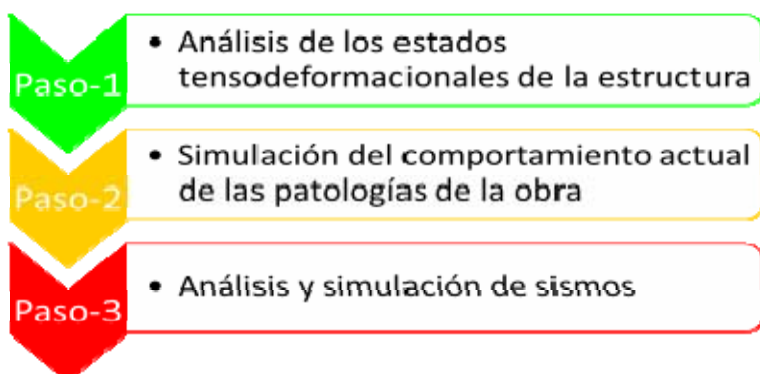 Paso-1
• Análisis de los estados
tensodeformacionales de la estructura
Paso-2
• Simulación del comportamiento actual
de las patologías de la obra
Paso-3
• Análisis y simulación de sismos